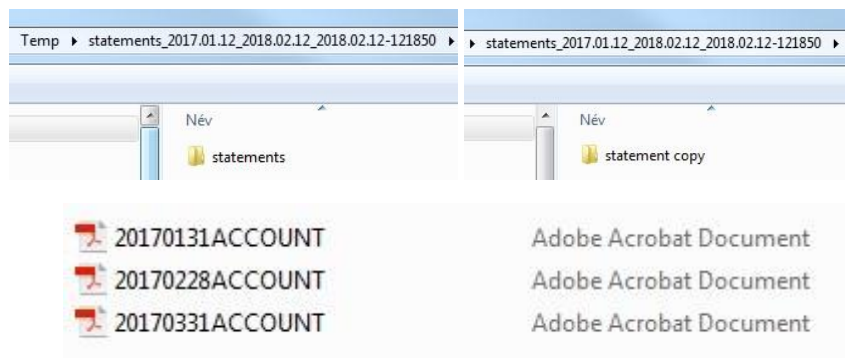 Temp ▸ statements_2017.01.12_2018.02.12_2018.02.12-121850 ▸
Név
statements
▸ statements_2017.01.12_2018.02.12_2018.02.12-121850 ▸
Név
statement copy
20170131ACCOUNT Adobe Acrobat Document
20170228ACCOUNT Adobe Acrobat Document
20170331ACCOUNT Adobe Acrobat Document